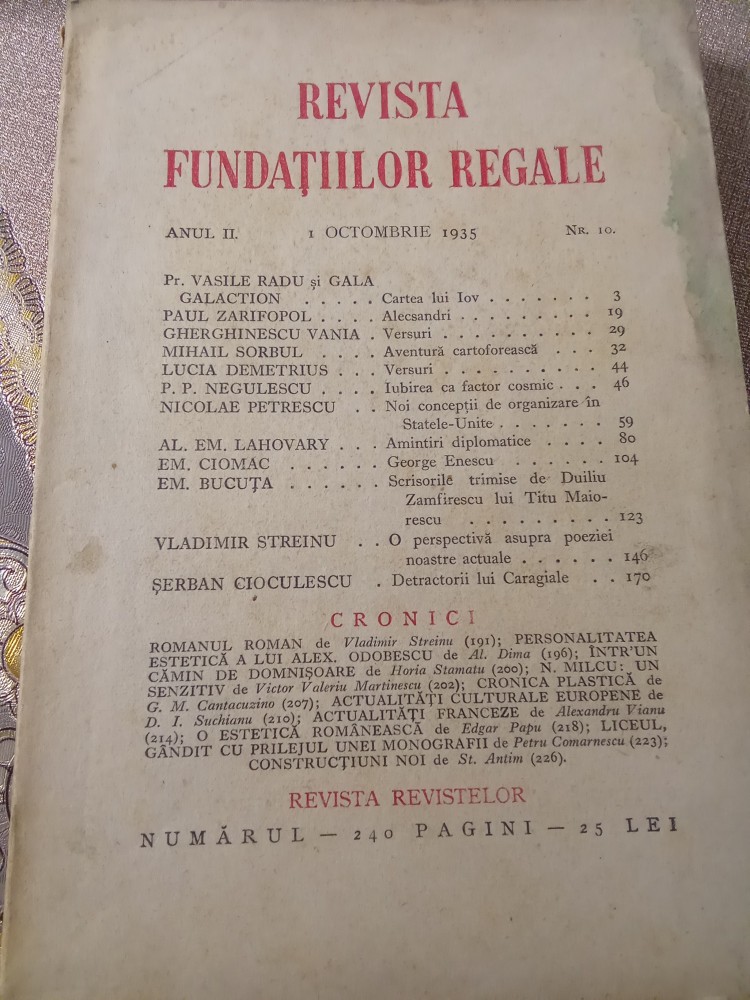 REVISTA
FUNDAȚIILOR REGALE
ANUL II. 1 OCTOMBRIE 1935 NR. 10.
Pr. VASILE RADU și GALA
GALACTION . . . . . Cartea lui Iov . . . . . . . 3
PAUL ZARIFOPOL . . . . Alecsandri . . . . . . . . . 19
GHERGHINESCU VANIA . Versuri . . . . . . . . . . 29
MIHAIL SORBUL . . . . Aventură cartoforească . . . 32
LUCIA DEMETRIUS . . . Versuri . . . . . . . . . . 44
P. P. NEGULESCU . . . . Iubirea ca factor cosmic . . . 46
NICOLAE PETRESCU . . Noi concepții de organizare în
Statele-Unite . . . . . . . 59
AL. EM. LAHOVARY . . . Amintiri diplomatice . . . . 80
EM. CIOMAC . . . . . . George Enescu . . . . . . 104
EM. BUCUȚA . . . . . . Scrisorile trimise de Duiliu
Zamfirescu lui Titu Maio-
rescu . . . . . . . . . 123
VLADIMIR STREINU . . O perspectivă asupra poeziei
noastre actuale . . . . . . 146
ȘERBAN CIOCULESCU . Detractorii lui Caragiale . . 170
CRONICI
ROMANUL ROMAN de Vladimir Streinu (191); PERSONALITATEA
ESTETICĂ A LUI ALEX. ODOBESCU de Al. Dima (196); ÎNTR'UN
CĂMIN DE DOMNIȘOARE de Horia Stamatu (200); N. MILCU: UN
SENZITIV de Victor Valeriu Martinescu (202); CRONICA PLASTICĂ de
G. M. Cantacuzino (207); ACTUALITĂȚI CULTURALE EUROPENE de
D. I. Suchianu (210); ACTUALITĂȚI FRANCEZE de Alexandru Vianu
(214); O ESTETICĂ ROMÂNEASCĂ de Edgar Papu (218); LICEUL,
GÂNDIT CU PRILEJUL UNEI MONOGRAFII de Petru Comarnescu (223);
CONSTRUCȚIUNI NOI de St. Antim (226).
REVISTA REVISTELOR
NUMĂRUL — 240 PAGINI — 25 LEI